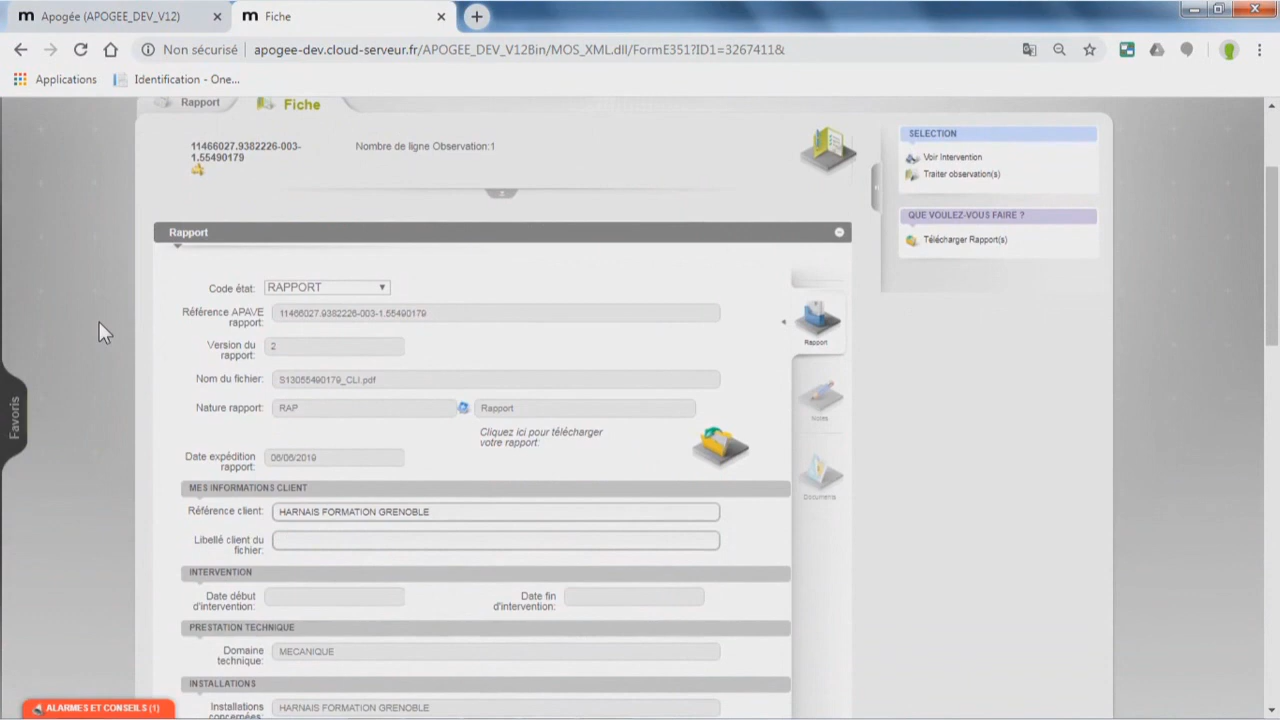 Apogée (APOGEE_DEV_V12)
Fiche
Non sécurisé
apogee-dev.cloud-serveur.fr/APOGEE_DEV_V12Bin/MOS_XML.dll/FormE351?ID1=3267411&
Applications
Identification - One...
Rapport
Fiche
11466027.9382226-003-
1.55490179
Nombre de ligne Observation:1
SELECTION
Voir Intervention
Traiter observation(s)
QUE VOULEZ-VOUS FAIRE ?
Télécharger Rapport(s)
Rapport
Code état:
RAPPORT
Référence APAVE
rapport:
11466027.9382226-003-1.55490179
Version du
rapport:
2
Nom du fichier:
S13055490179_CLI.pdf
Nature rapport:
RAP
Rapport
Cliquez ici pour télécharger
votre rapport:
Date expédition
rapport:
06/06/2019
Rapport
Notes
Documents
MES INFORMATIONS CLIENT
Référence client:
HARNAIS FORMATION GRENOBLE
Libellé client du
fichier:
INTERVENTION
Date début
d'intervention:
Date fin
d'intervention:
PRESTATION TECHNIQUE
Domaine
technique:
MECANIQUE
INSTALLATIONS
Installations
concernées:
HARNAIS FORMATION GRENOBLE
Favoris
ALARMES ET CONSEILS (1)